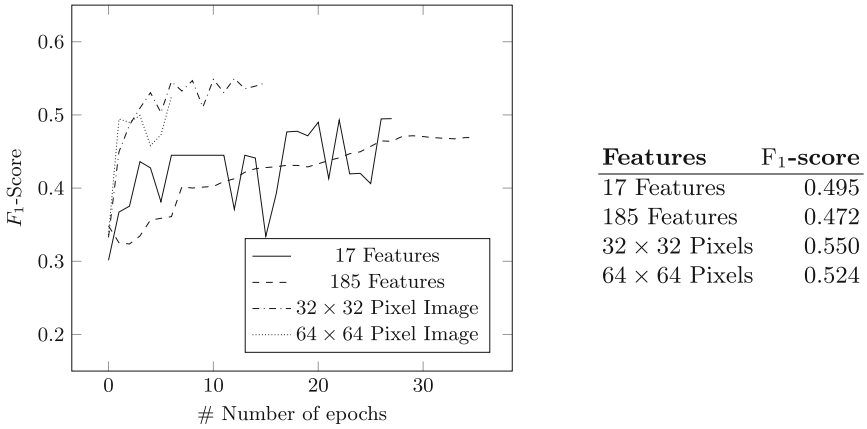 0.6
0.5
0.4
0.3
0.2
F₁-Score
0 10 20 30
# Number of epochs
17 Features
185 Features
32 × 32 Pixel Image
64 × 64 Pixel Image
Features F₁-score
17 Features 0.495
185 Features 0.472
32 × 32 Pixels 0.550
64 × 64 Pixels 0.524